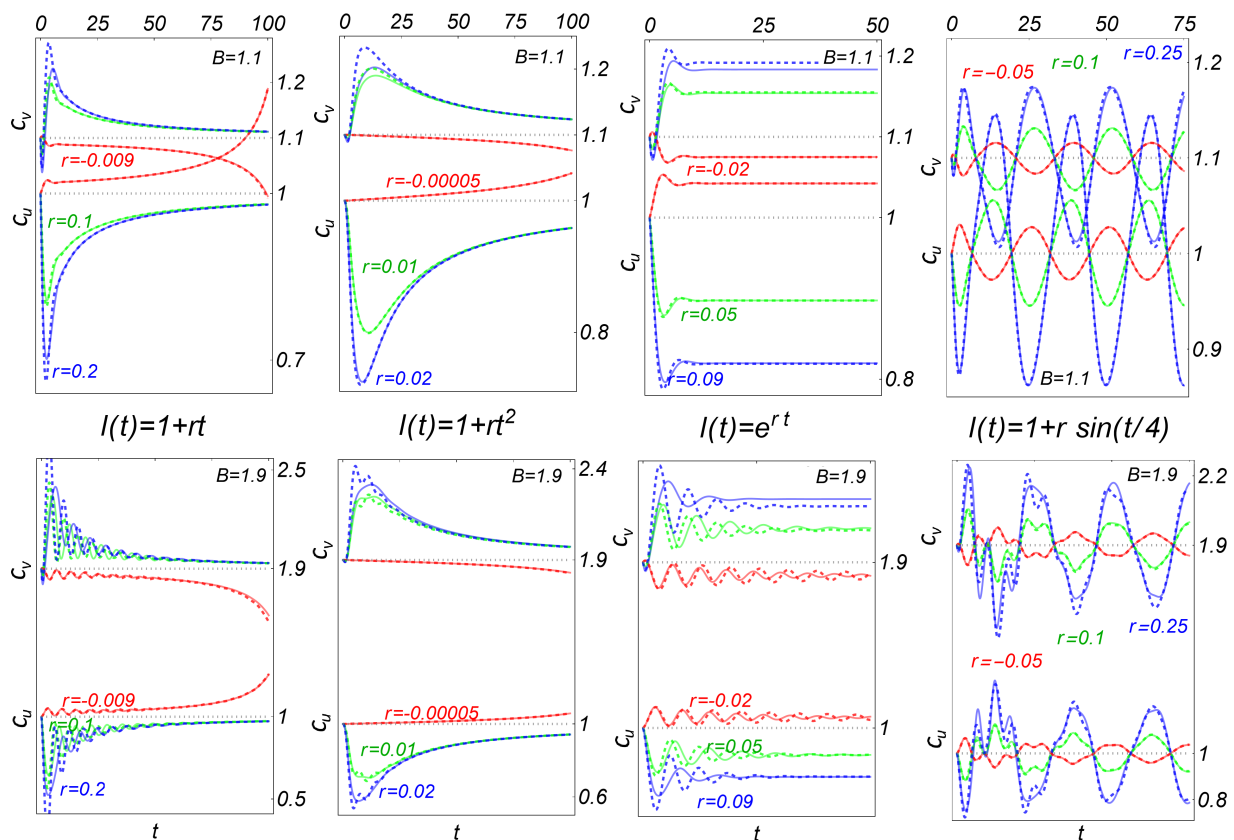 0 25 50 75 100
0 25 50 75 100
0 25 50
0 25 50 75
B=1.1
c_v
c_u
1.2
1.1
1
0.7
r=-0.009
r=0.1
r=0.2
B=1.1
c_v
c_u
1.2
1.1
1
0.8
r=-0.00005
r=0.01
r=0.02
B=1.1
c_v
c_u
1.2
1.1
1
0.8
r=-0.02
r=0.05
r=0.09
r=-0.05
r=0.1
r=0.25
c_v
c_u
1.2
1.1
1
0.9
B=1.1
l(t)=1+rt
l(t)=1+rt²
l(t)=e^{r t}
l(t)=1+r sin(t/4)
B=1.9
c_v
c_u
2.5
1.9
1
0.5
r=-0.009
r=0.1
r=0.2
t
B=1.9
c_v
c_u
2.4
1.9
1
0.6
r=-0.00005
r=0.01
r=0.02
t
B=1.9
c_v
c_u
1.9
1
r=-0.02
r=0.05
r=0.09
t
B=1.9
c_v
c_u
2.2
1.9
1
0.8
r=0.25
r=0.1
r=-0.05
t